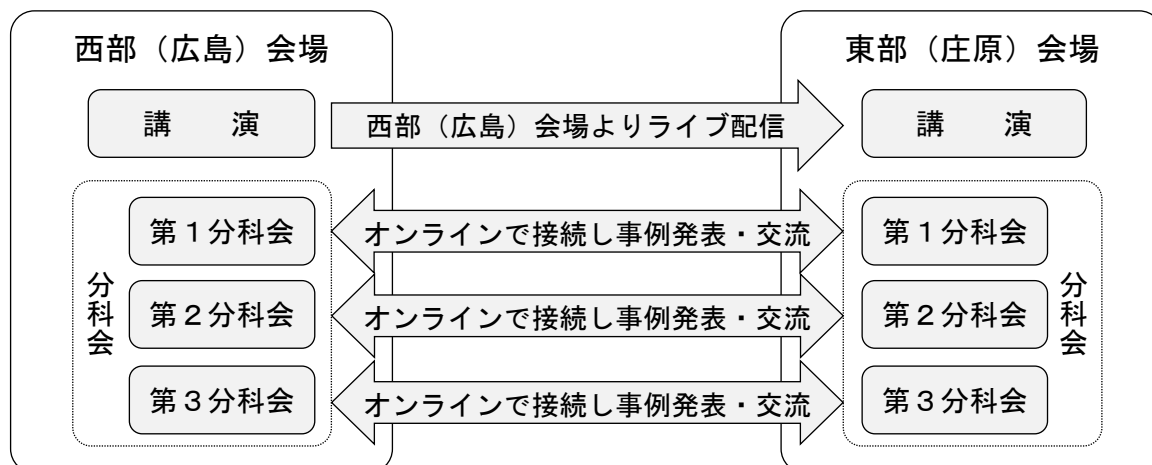 西部（広島）会場
東部（庄原）会場
講　　演
西部（広島）会場よりライブ配信
講　　演
第１分科会
オンラインで接続し事例発表・交流
第１分科会
分科会
第２分科会
オンラインで接続し事例発表・交流
第２分科会
分科会
第３分科会
オンラインで接続し事例発表・交流
第３分科会